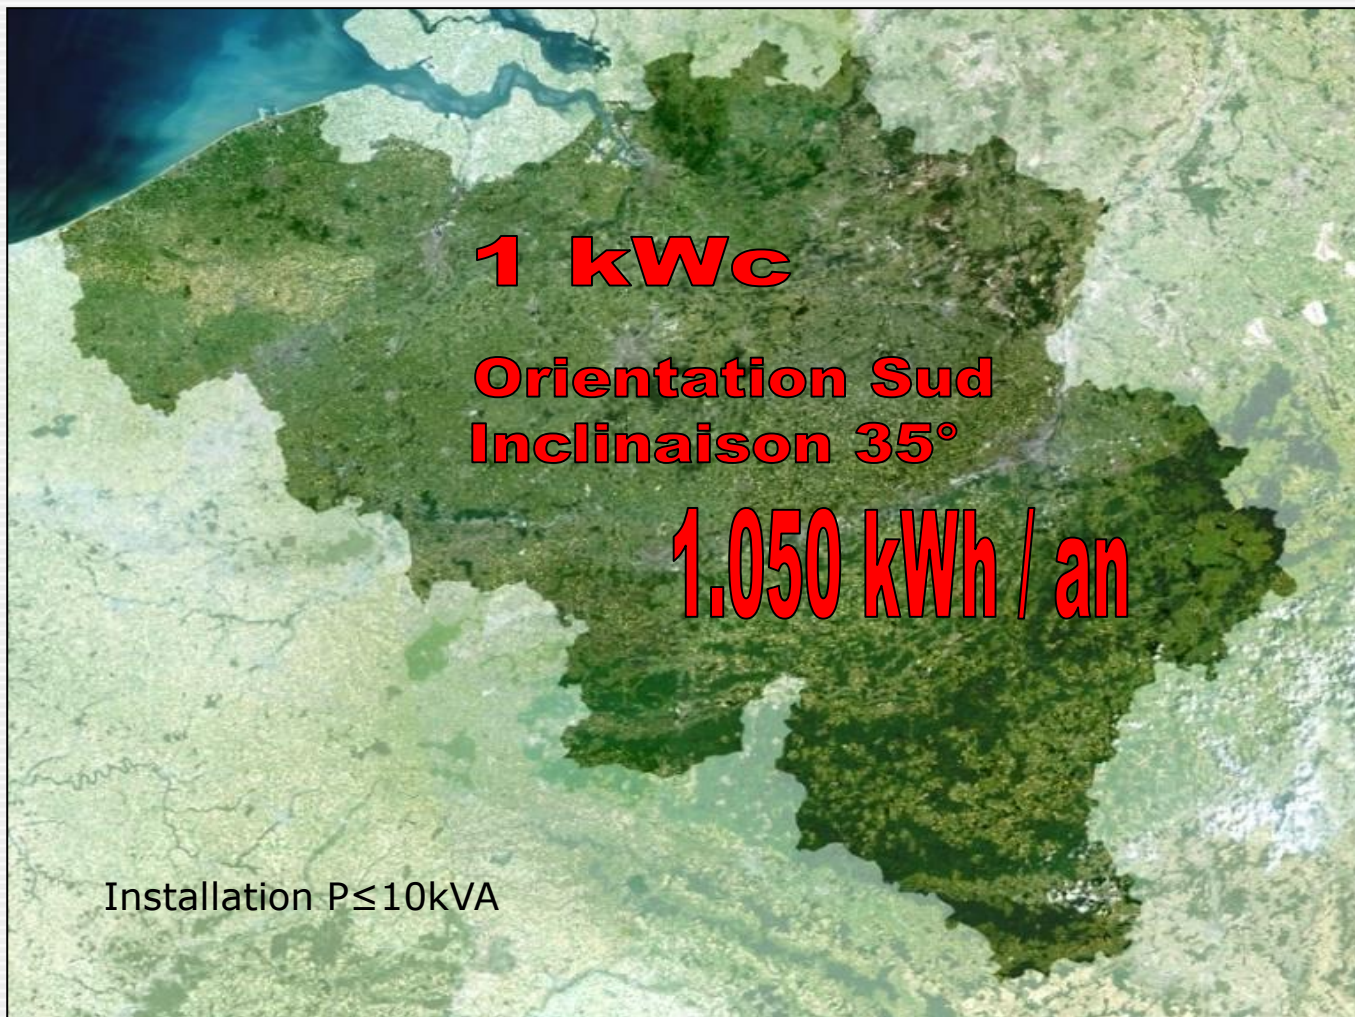 1 kWc
Orientation Sud
Inclinaison 35°
1.050 kWh / an
Installation P≤10kVA